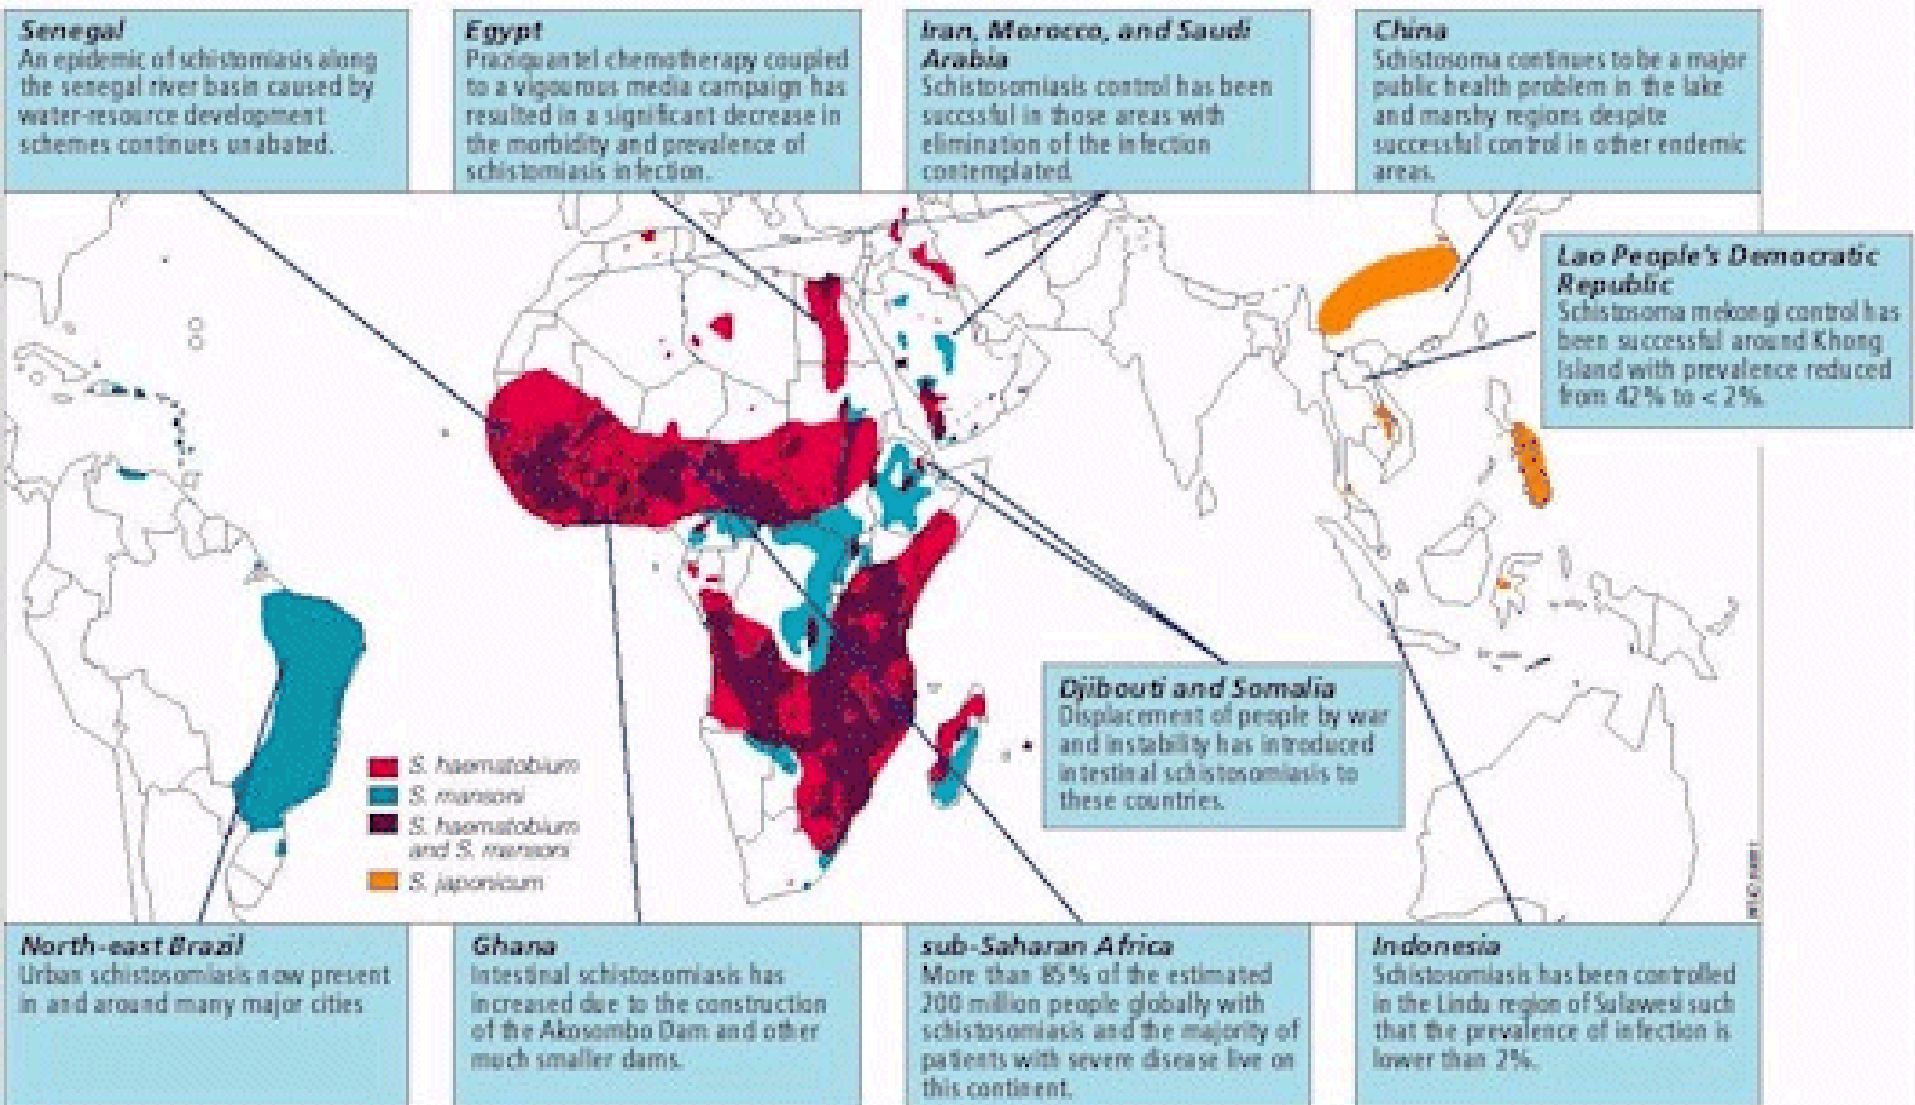 Senegal
An epidemic of schistomiasis along
the senegal river basin caused by
water-resource development
schemes continues unabated.
Egypt
Praziquantel chemotherapy coupled
to a vigourous media campaign has
resulted in a significant decrease in
the morbidity and prevalence of
schistomiasis infection.
Iran, Morocco, and Saudi
Arabia
Schistosomiasis control has been
succssful in those areas with
elimination of the infection
contemplated.
China
Schistosoma continues to be a major
public health problem in the lake
and marshy regions despite
successful control in other endemic
areas.
Lao People's Democratic
Republic
Schistosoma mekongi control has
been successful around Khong
Island with prevalence reduced
from 42% to < 2%.
Djibouti and Somalia
Displacement of people by war
and instability has introduced
intestinal schistosomiasis to
these countries.
S. haematobium
S. mansoni
S. haematobium
and S. mansoni
S. japonicum
North-east Brazil
Urban schistosomiasis now present
in and around many major cities
Ghana
Intestinal schistosomiasis has
increased due to the construction
of the Akosombo Dam and other
much smaller dams.
sub-Saharan Africa
More than 85% of the estimated
200 million people globally with
schistosomiasis and the majority of
patients with severe disease live on
this continent.
Indonesia
Schistosomiasis has been controlled
in the Lindu region of Sulawesi such
that the prevalence of infection is
lower than 2%.